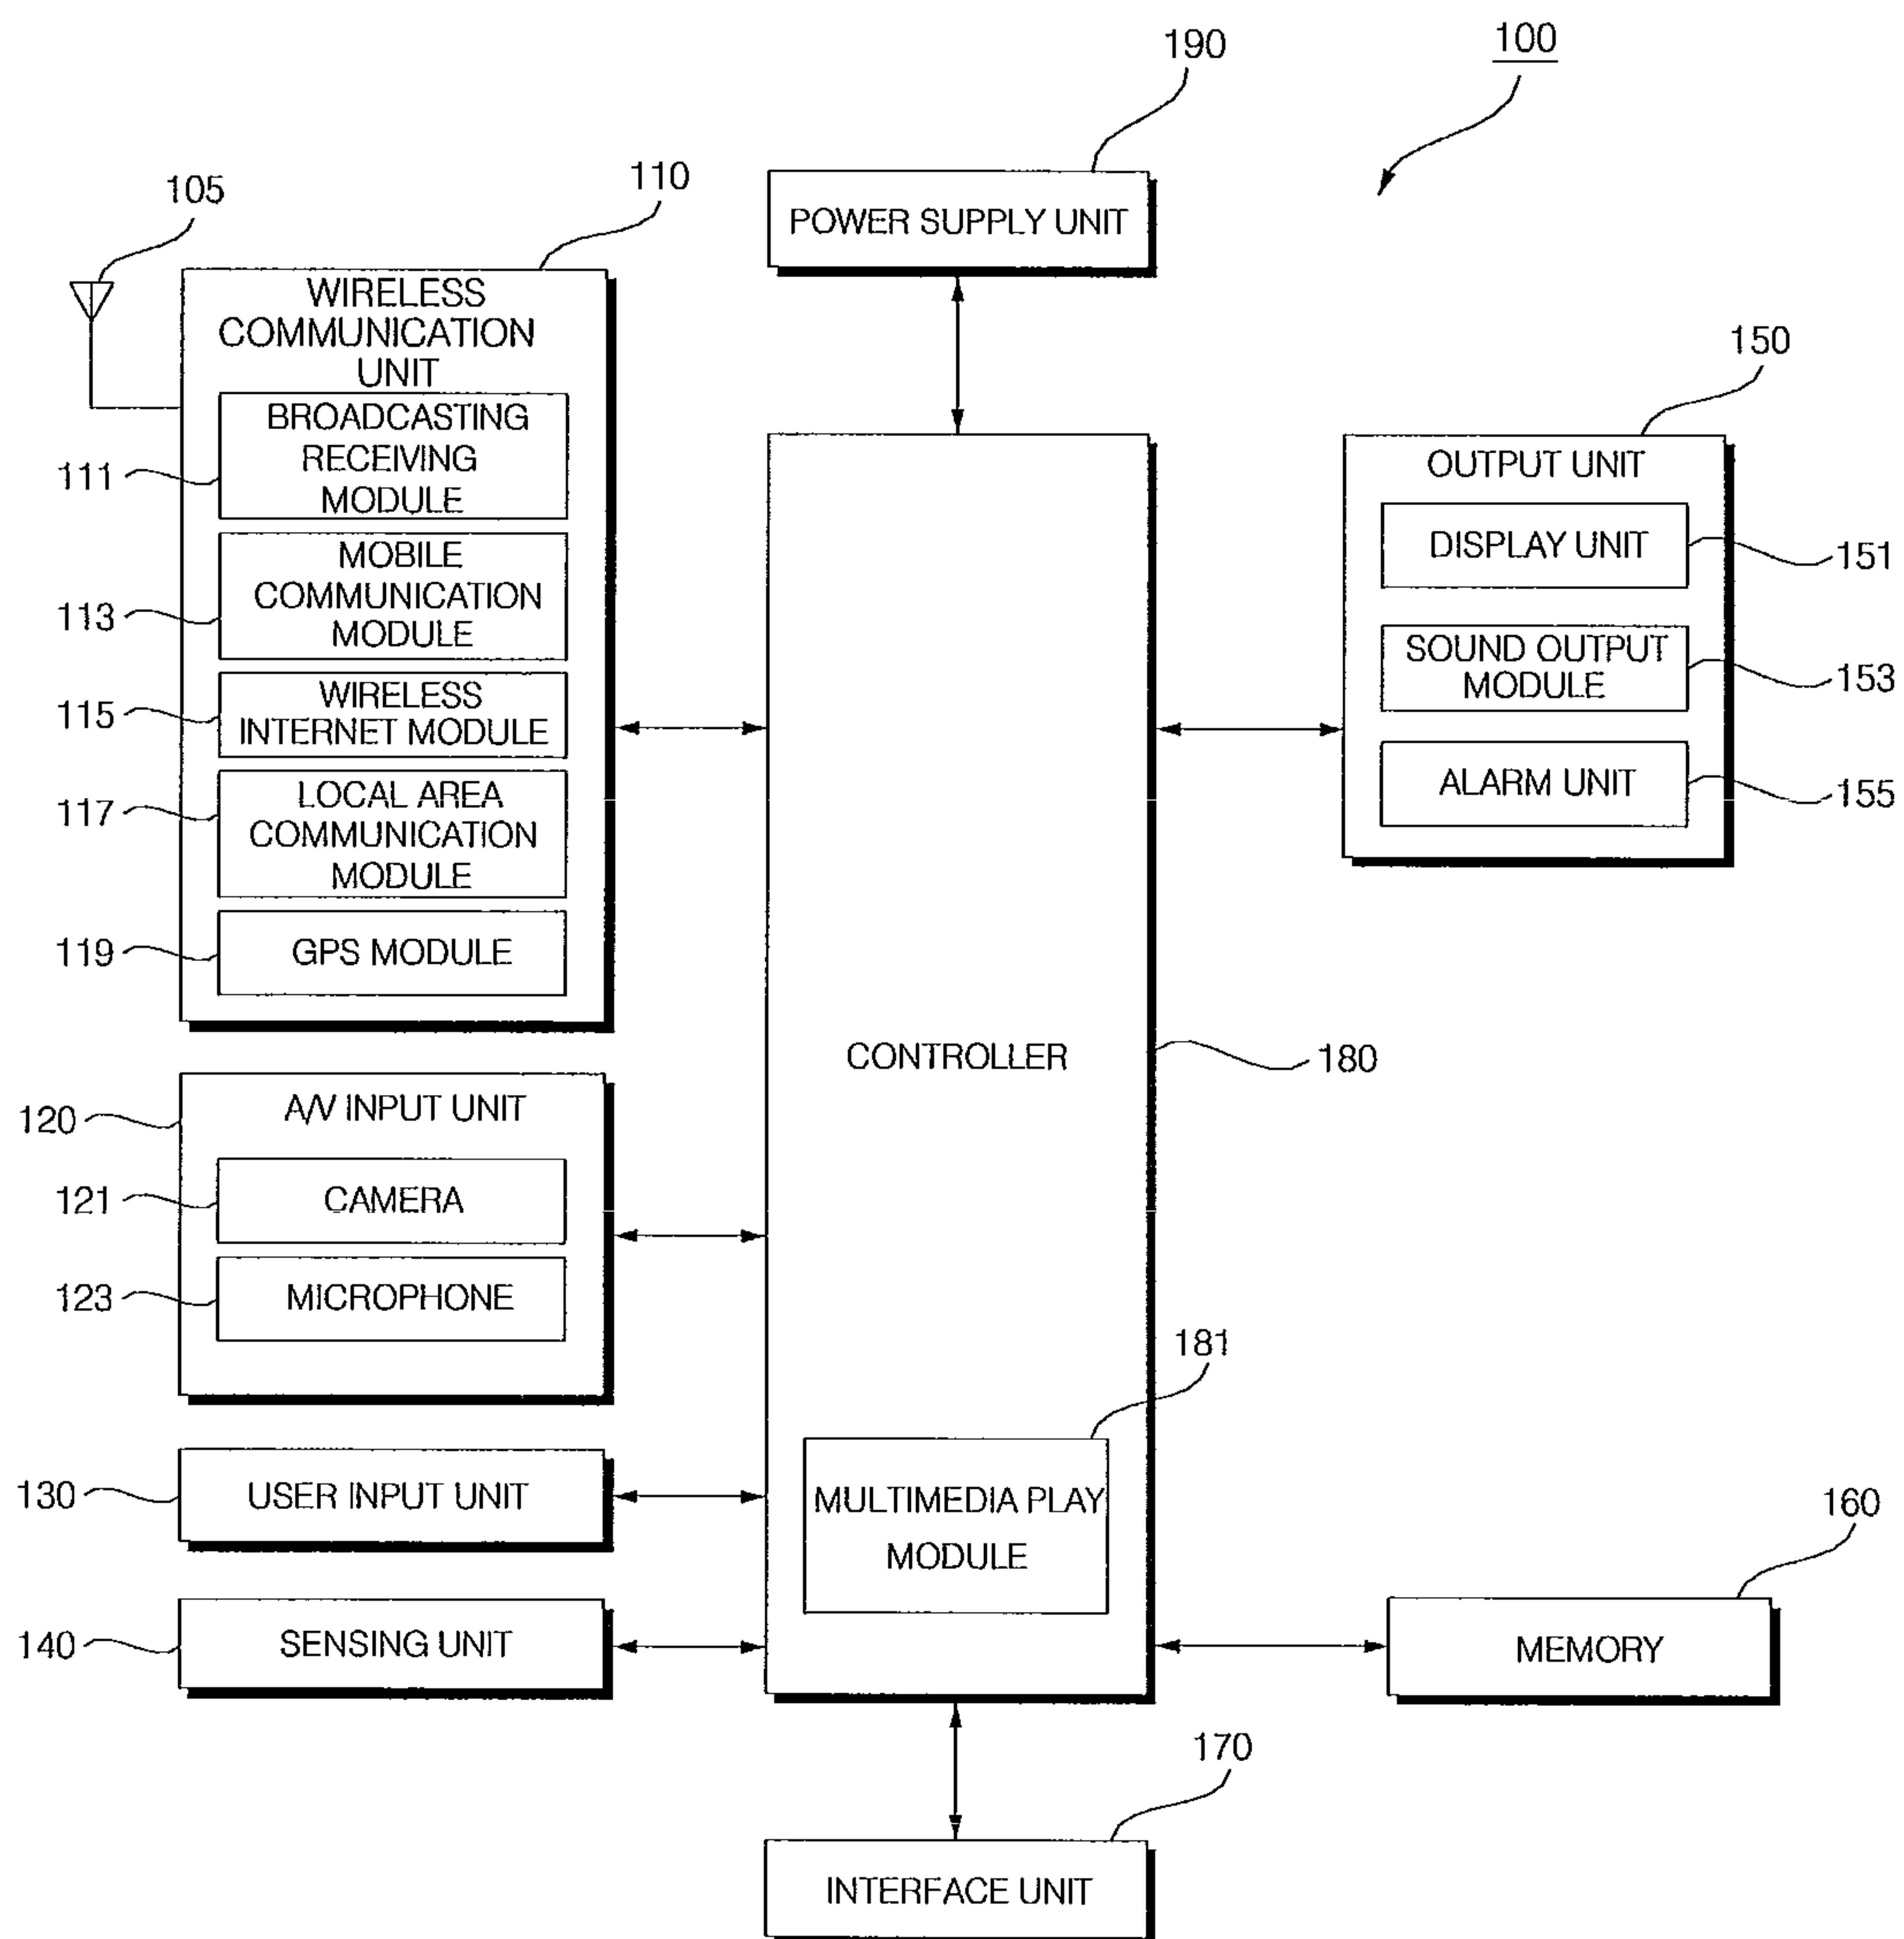 100
190
POWER SUPPLY UNIT
105
110
WIRELESS
COMMUNICATION
UNIT
111
BROADCASTING
RECEIVING
MODULE
113
MOBILE
COMMUNICATION
MODULE
115
WIRELESS
INTERNET MODULE
117
LOCAL AREA
COMMUNICATION
MODULE
119
GPS MODULE
120
A/V INPUT UNIT
121
CAMERA
123
MICROPHONE
130
USER INPUT UNIT
140
SENSING UNIT
CONTROLLER
180
181
MULTIMEDIA PLAY
MODULE
150
OUTPUT UNIT
DISPLAY UNIT
151
SOUND OUTPUT
MODULE
153
ALARM UNIT
155
160
MEMORY
170
INTERFACE UNIT